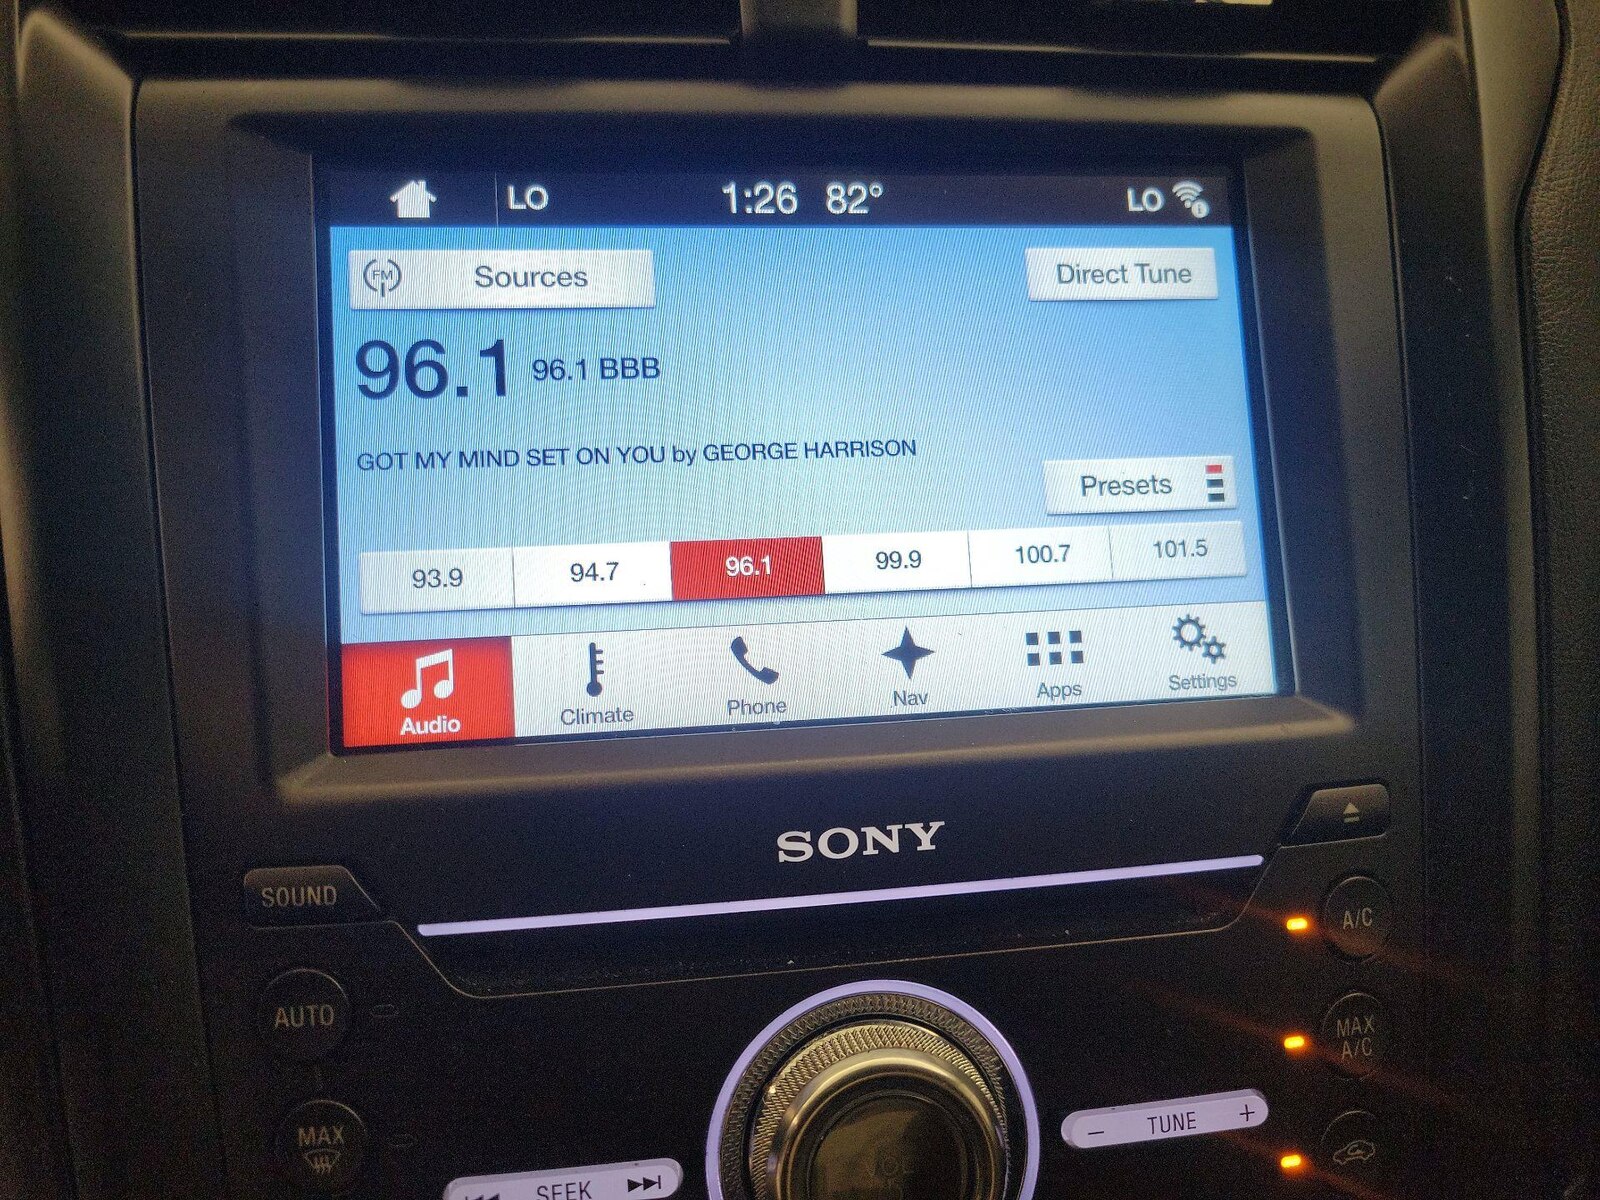 LO 1:26 82° LO
FM Sources Direct Tune
96.1 96.1 BBB
GOT MY MIND SET ON YOU by GEORGE HARRISON
Presets
93.9 94.7 96.1 99.9 100.7 101.5
Audio Climate Phone Nav Apps Settings
SONY
SOUND
A/C
AUTO
MAX
A/C
MAX
TUNE
SEEK